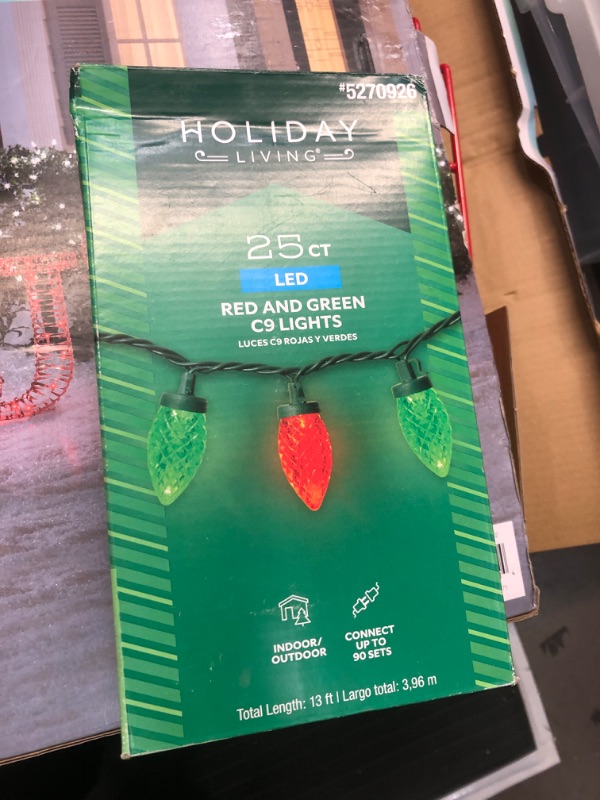 #5270926
HOLIDAY
LIVING®
25 CT
LED
RED AND GREEN
C9 LIGHTS
LUCES C9 ROJAS Y VERDES
INDOOR/
OUTDOOR
CONNECT
UP TO
90 SETS
Total Length: 13 ft | Largo total: 3,96 m